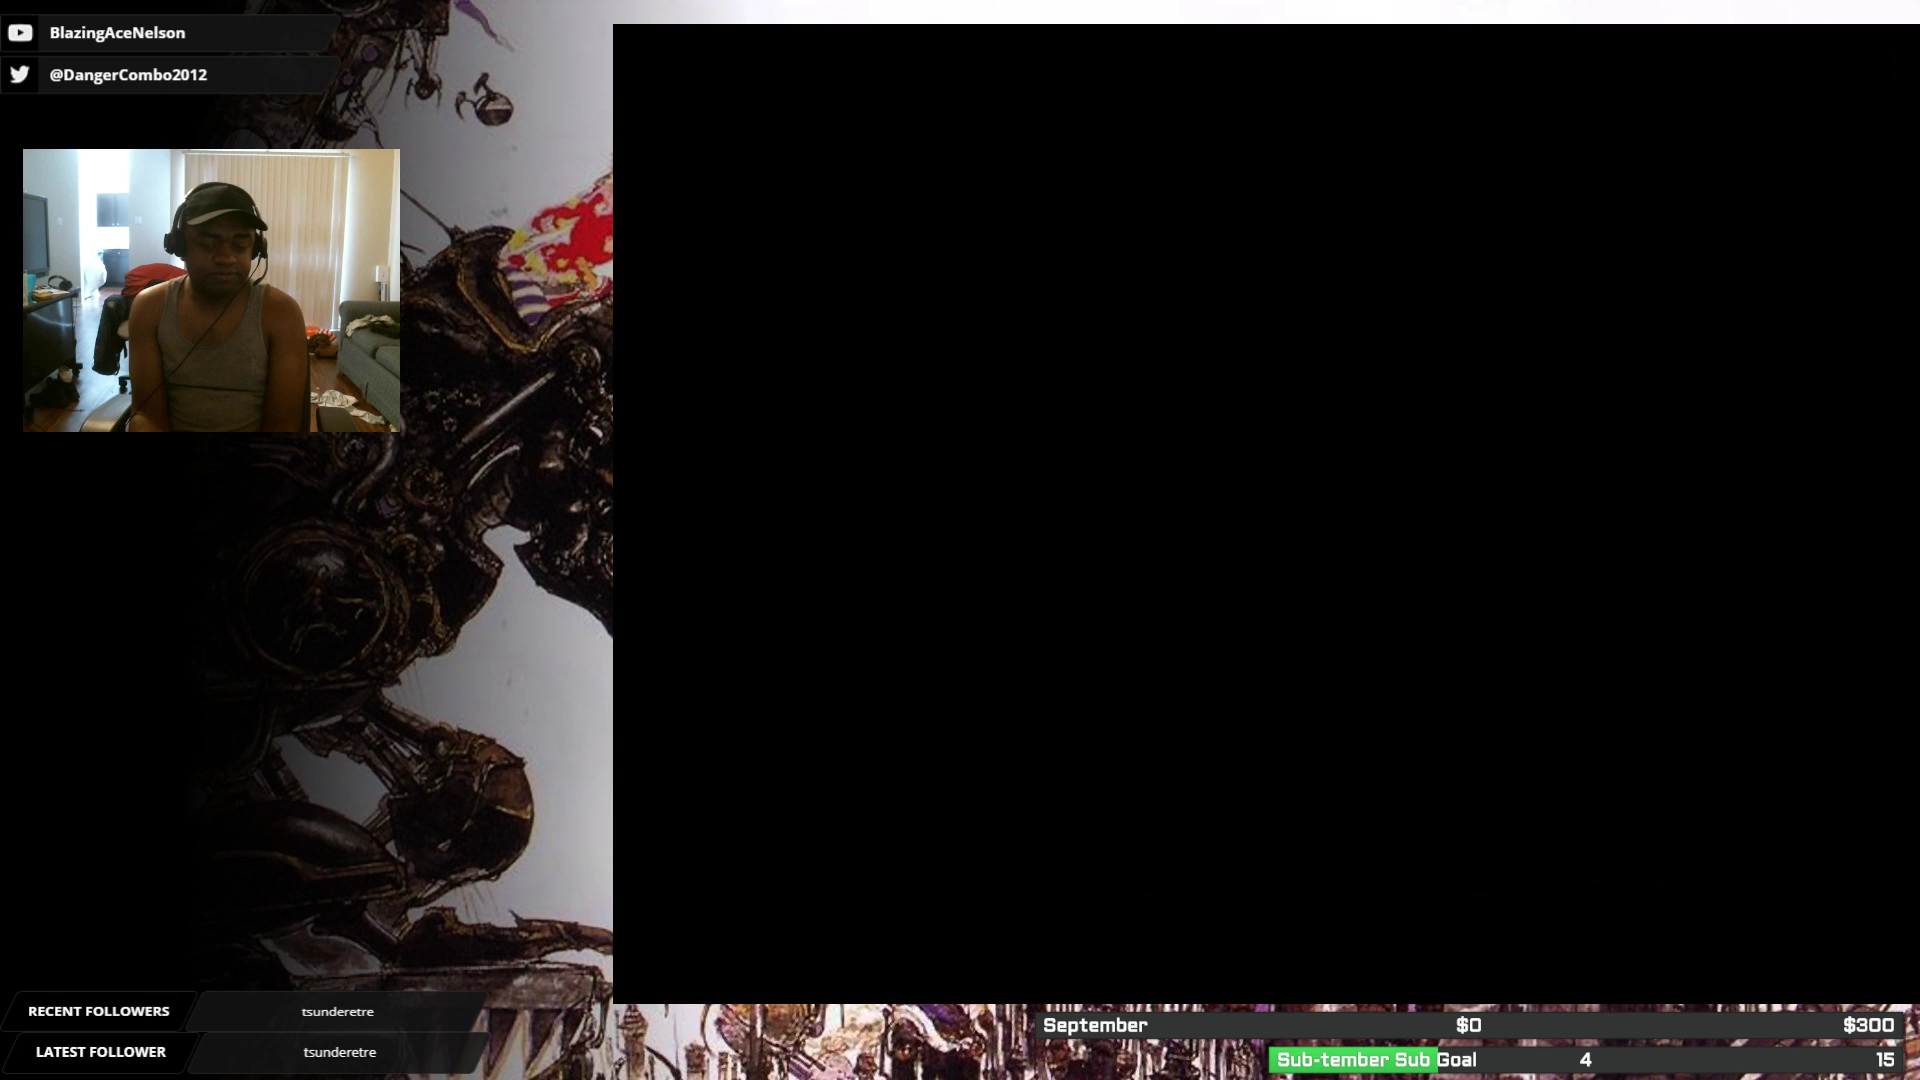 BlazingAceNelson
@DangerCombo2012
RECENT FOLLOWERS tsunderetre
LATEST FOLLOWER tsunderetre
September $0 $300
Sub-tember Sub Goal 4 15